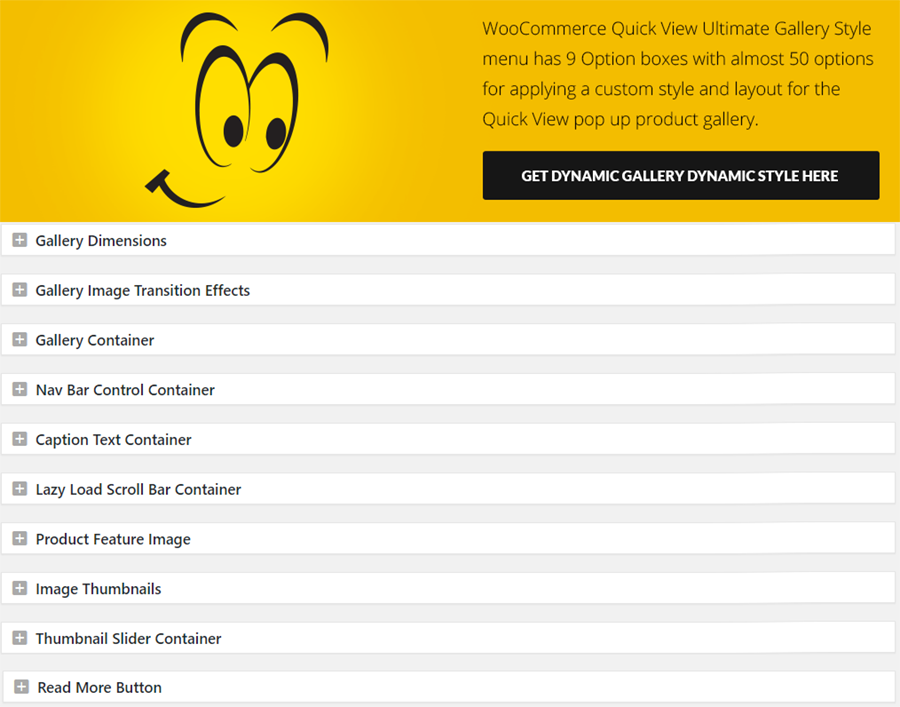 WooCommerce Quick View Ultimate Gallery Style
menu has 9 Option boxes with almost 50 options
for applying a custom style and layout for the
Quick View pop up product gallery.
GET DYNAMIC GALLERY DYNAMIC STYLE HERE
Gallery Dimensions
Gallery Image Transition Effects
Gallery Container
Nav Bar Control Container
Caption Text Container
Lazy Load Scroll Bar Container
Product Feature Image
Image Thumbnails
Thumbnail Slider Container
Read More Button